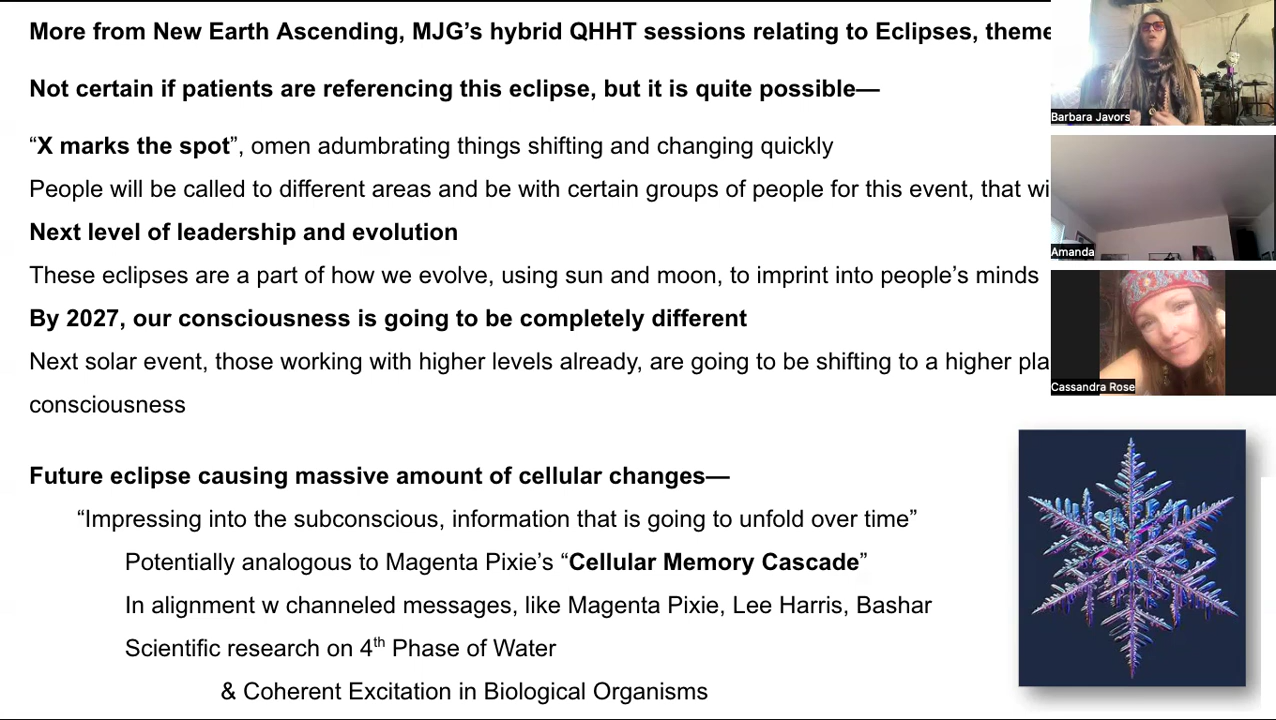 More from New Earth Ascending, MJG’s hybrid QHHT sessions relating to Eclipses, theme
Not certain if patients are referencing this eclipse, but it is quite possible—
“X marks the spot”, omen adumbrating things shifting and changing quickly
People will be called to different areas and be with certain groups of people for this event, that wi
Next level of leadership and evolution
These eclipses are a part of how we evolve, using sun and moon, to imprint into people’s minds
By 2027, our consciousness is going to be completely different
Next solar event, those working with higher levels already, are going to be shifting to a higher pla
consciousness
Future eclipse causing massive amount of cellular changes—
“Impressing into the subconscious, information that is going to unfold over time”
Potentially analogous to Magenta Pixie’s “Cellular Memory Cascade”
In alignment w channeled messages, like Magenta Pixie, Lee Harris, Bashar
Scientific research on 4th Phase of Water
& Coherent Excitation in Biological Organisms
Barbara Javors
Amanda
Cassandra Rose